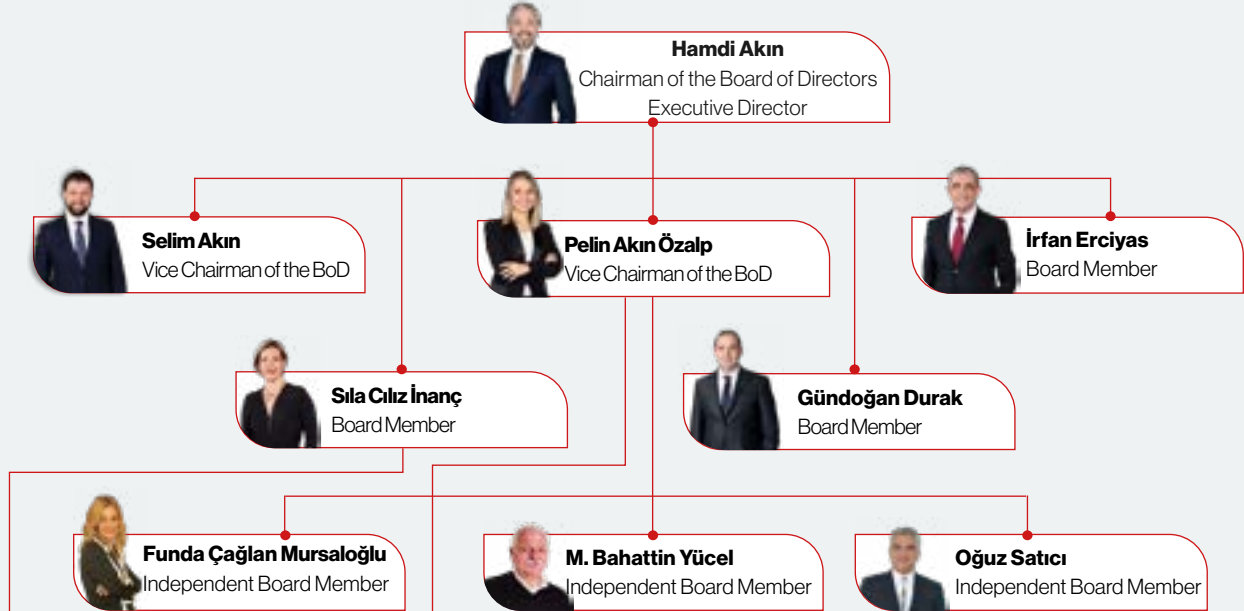 Hamdi Akın
Chairman of the Board of Directors
Executive Director
Selim Akın
Vice Chairman of the BoD
Pelin Akın Özalp
Vice Chairman of the BoD
İrfan Erciyas
Board Member
Sıla Cılız İnanç
Board Member
Gündoğan Durak
Board Member
Funda Çağlan Mursaloğlu
Independent Board Member
M. Bahattin Yücel
Independent Board Member
Oğuz Satıcı
Independent Board Member